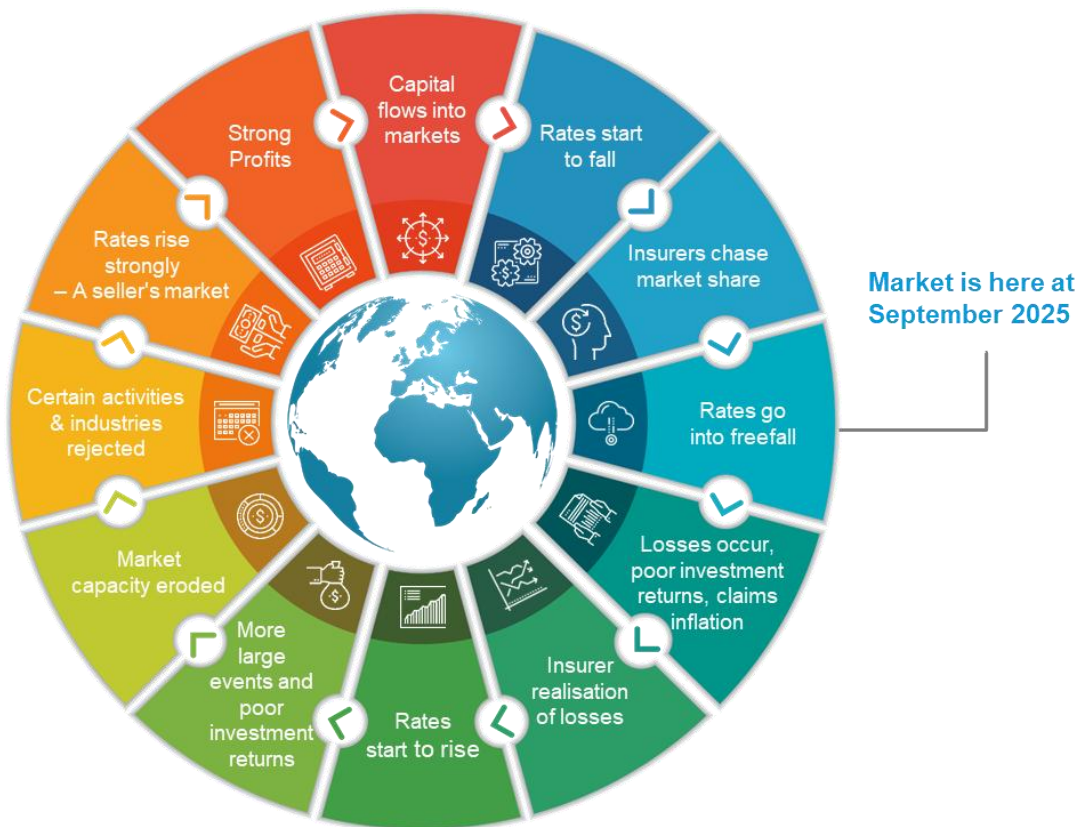 Capital
flows into
markets
Rates start
to fall
Insurers chase
market share
Rates go
into freefall
Losses occur,
poor investment
returns, claims
inflation
Insurer
realisation
of losses
Rates
start to rise
More
large
events and
poor
investment
returns
Market
capacity eroded
Certain activities
& industries
rejected
Rates rise
strongly
– A seller's market
Strong
Profits
Market is here at
September 2025